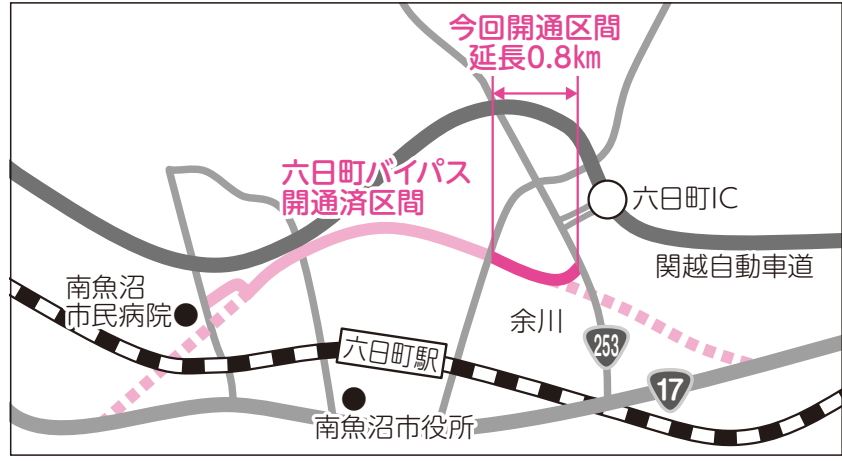 今回開通区間
延長0.8㎞
六日町バイパス
開通済区間
六日町IC
関越自動車道
南魚沼
市民病院
余川
六日町駅
253
17
南魚沼市役所